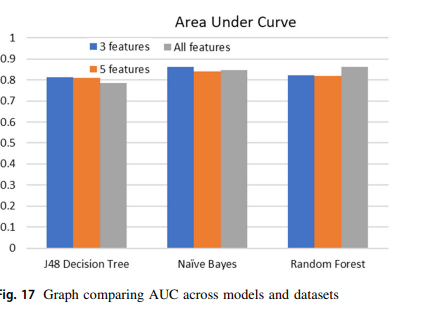 Area Under Curve
1
0.9
0.8
0.7
0.6
0.5
0.4
0.3
0.2
0.1
0
3 features
All features
5 features
J48 Decision Tree
Naïve Bayes
Random Forest
Fig. 17 Graph comparing AUC across models and datasets